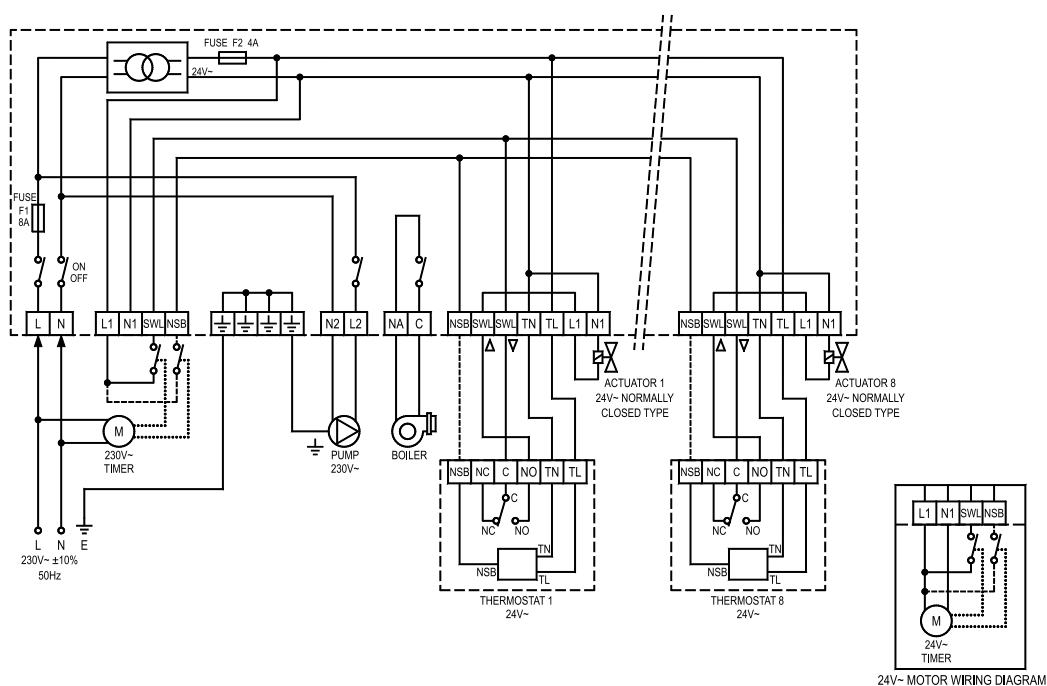 FUSE F2 4A
24V~
FUSE
F1
8A
ON
OFF
L N L1 N1 SWL NSB N2 L2 NA C NSB SWL SWL TN TL L1 N1 NSB SWL SWL TN TL L1 N1
ACTUATOR 1
24V~ NORMALLY
CLOSED TYPE
ACTUATOR 8
24V~ NORMALLY
CLOSED TYPE
M
230V~
TIMER
PUMP
230V~
BOILER
NSB NC C NO TN TL
C
NC NO
TN
NSB
TL
THERMOSTAT 1
24V~
NSB NC C NO TN TL
C
NC NO
TN
NSB
TL
THERMOSTAT 8
24V~
L N E
230V~ ±10%
50Hz
L1 N1 SWL NSB
M
24V~
TIMER
24V~ MOTOR WIRING DIAGRAM